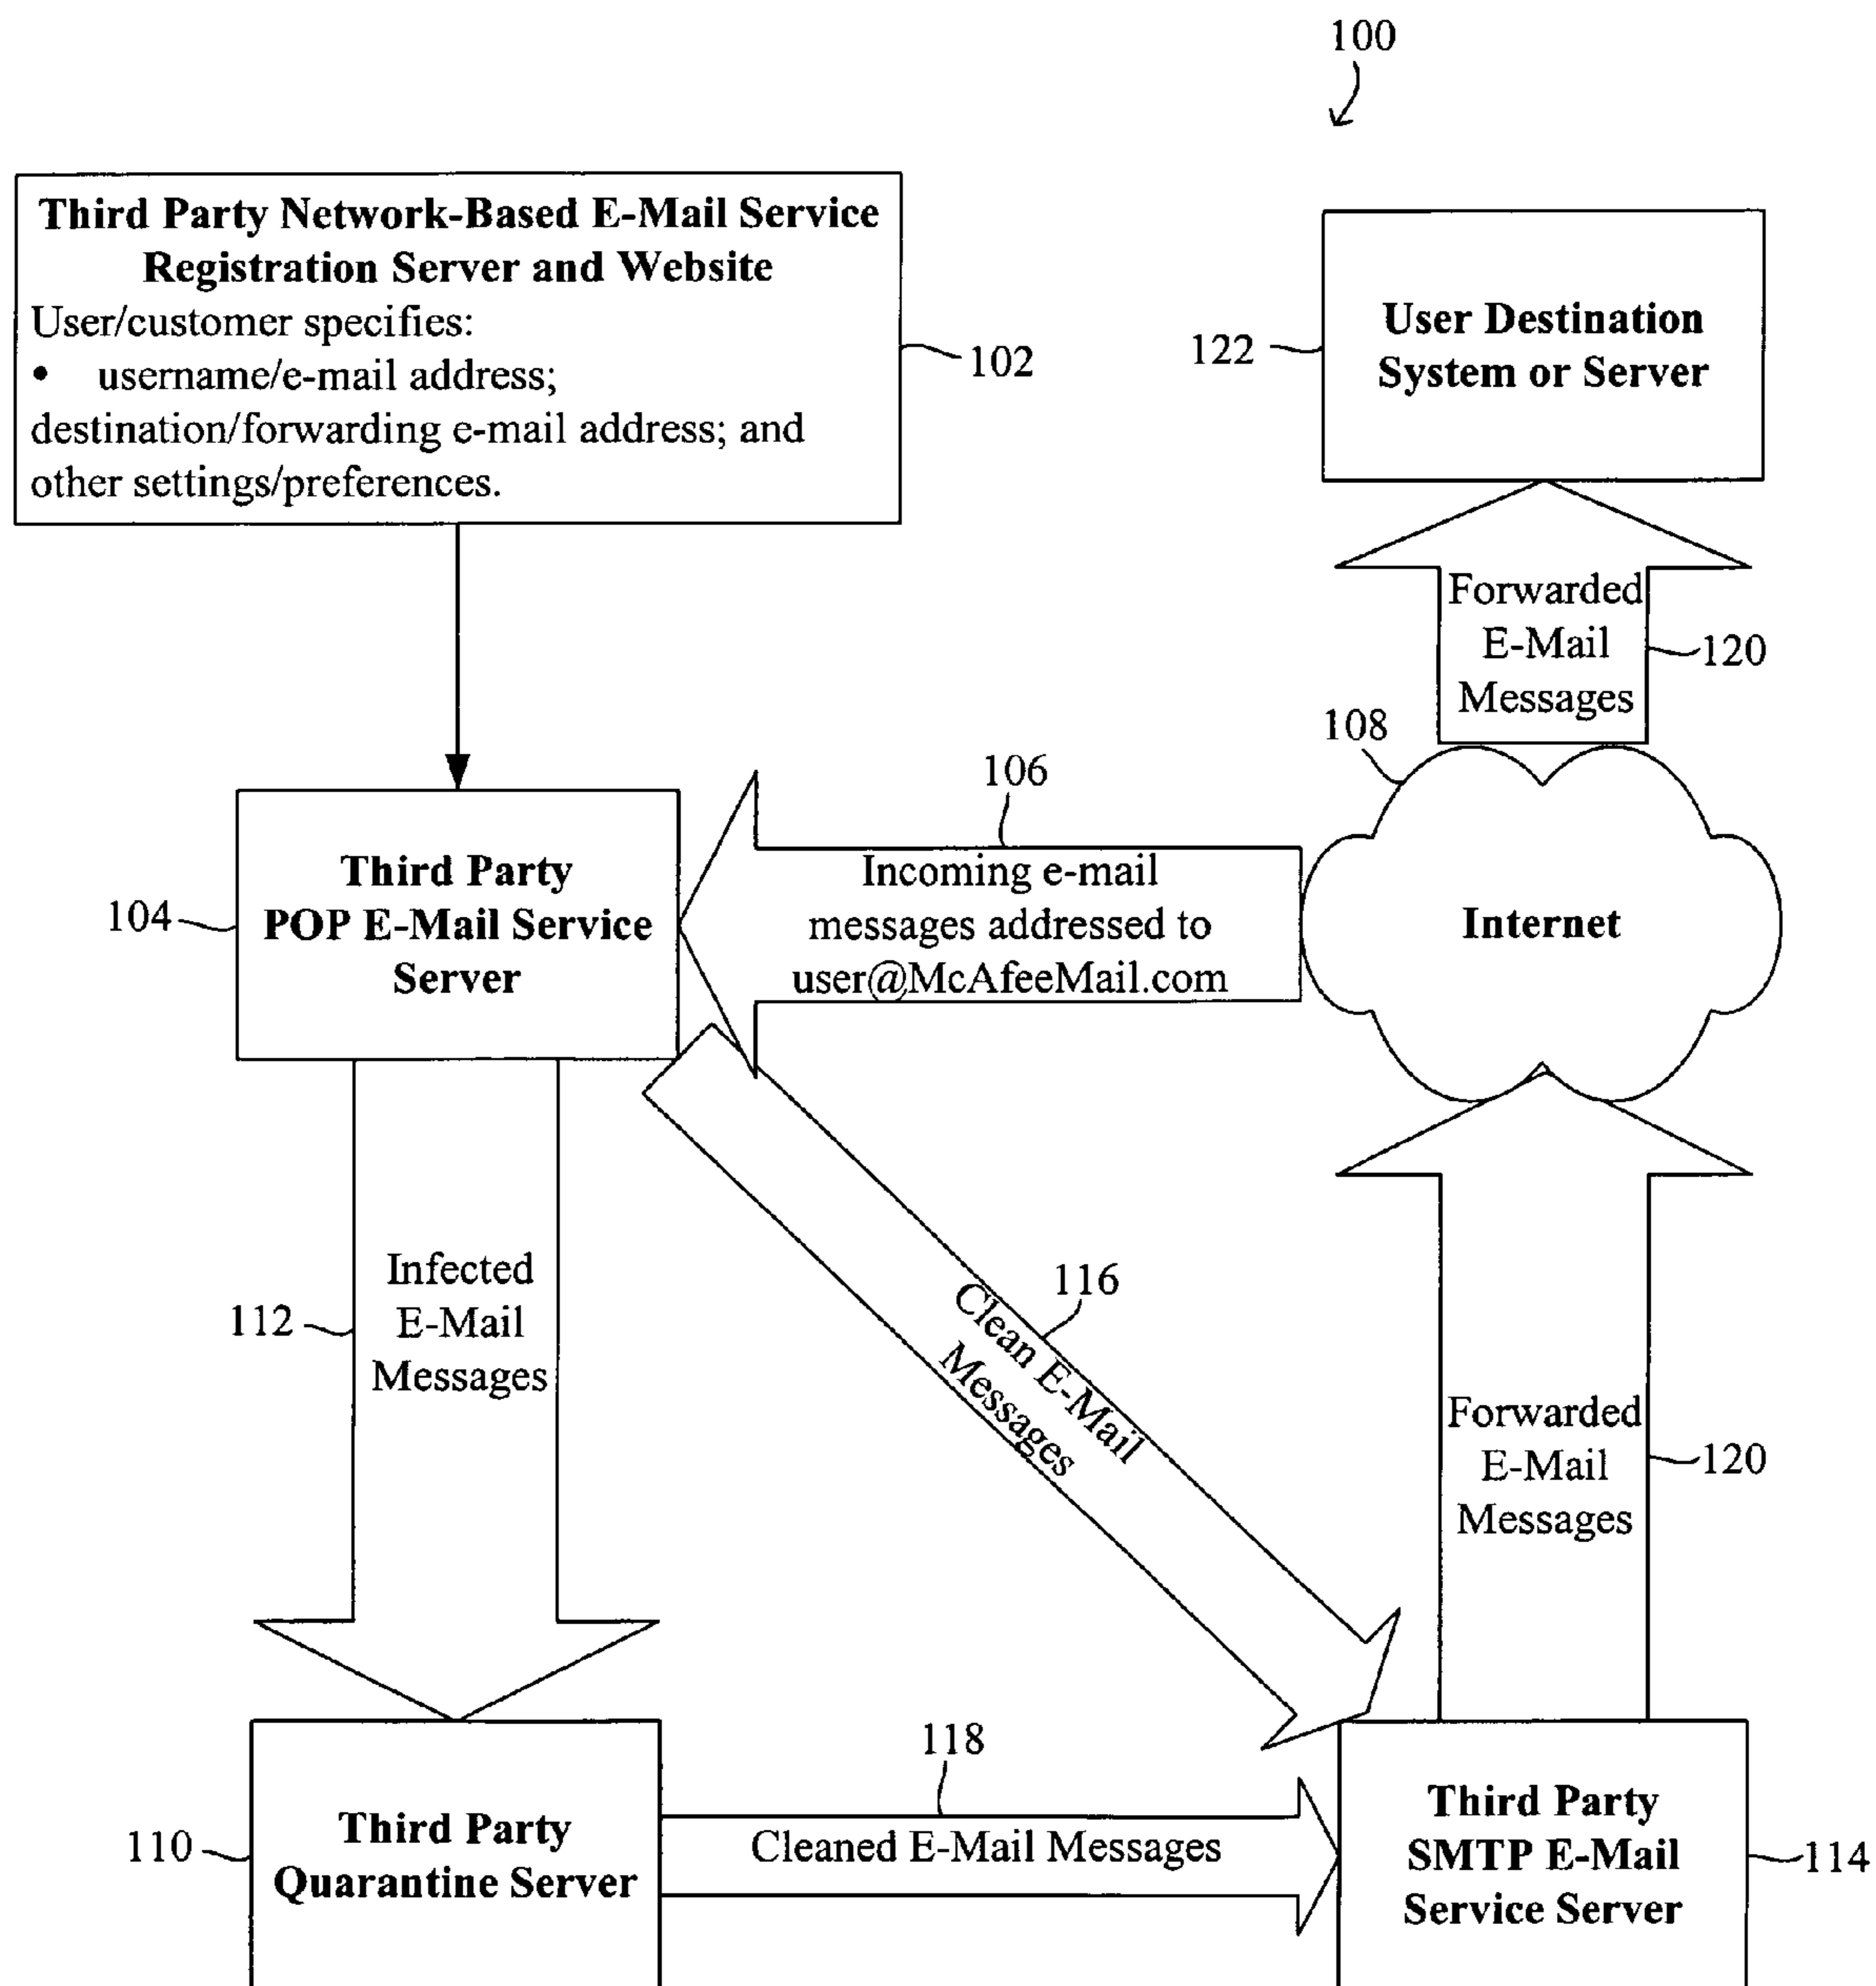 100
Third Party Network-Based E-Mail Service
Registration Server and Website
User/customer specifies:
• username/e-mail address;
destination/forwarding e-mail address; and
other settings/preferences.
102
User Destination
System or Server
122
Forwarded
E-Mail
Messages
120
108
Internet
106
Incoming e-mail
messages addressed to
user@McAfeeMail.com
Third Party
POP E-Mail Service
Server
104
Infected
E-Mail
Messages
112
116
Clean E-Mail
Messages
Forwarded
E-Mail
Messages
120
Third Party
Quarantine Server
110
118
Cleaned E-Mail Messages
Third Party
SMTP E-Mail
Service Server
114